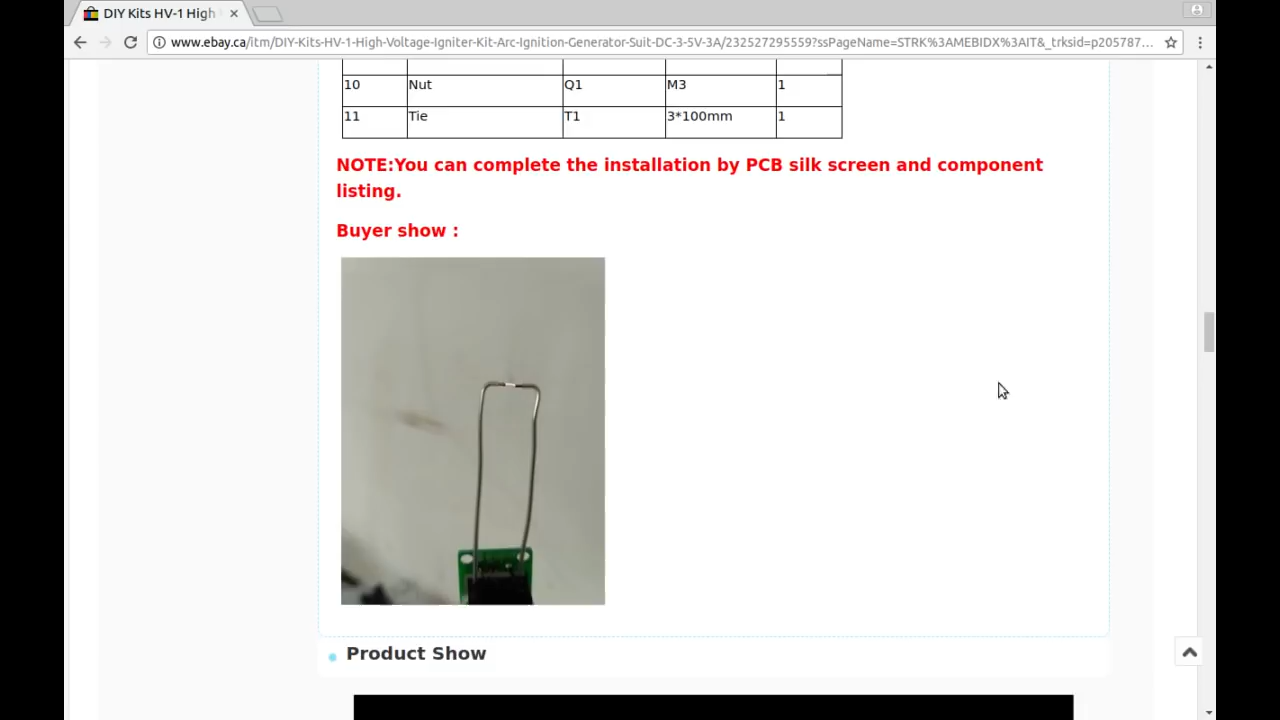 DIY Kits HV-1 High
www.ebay.ca/itm/DIY-Kits-HV-1-High-Voltage-Igniter-Kit-Arc-Ignition-Generator-Suit-DC-3-5V-3A/232527295559?ssPageName=STRK%3AMEBIDX%3AIT&_trksid=p205787...
10 Nut Q1 M3 1
11 Tie T1 3*100mm 1
NOTE:You can complete the installation by PCB silk screen and component
listing.
Buyer show :
Product Show